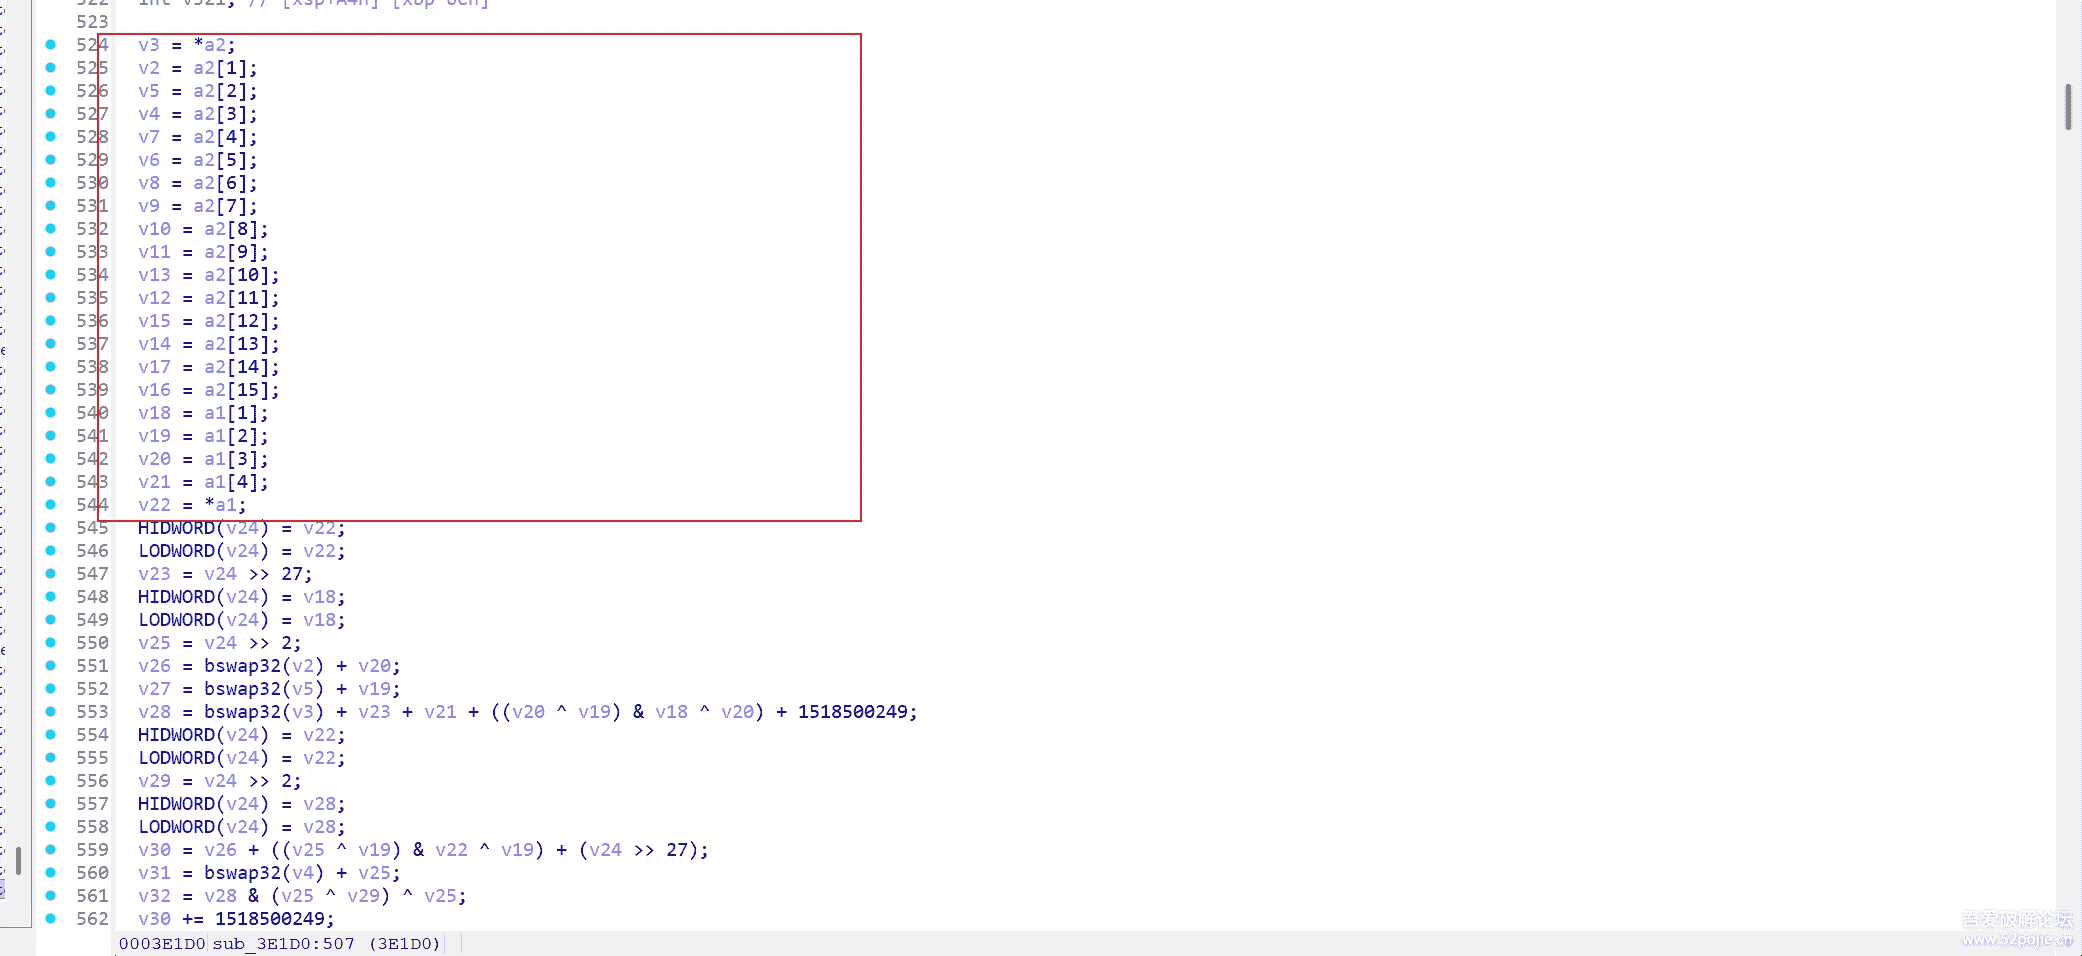 523
524 v3 = *a2;
525 v2 = a2[1];
526 v5 = a2[2];
527 v4 = a2[3];
528 v7 = a2[4];
529 v6 = a2[5];
530 v8 = a2[6];
531 v9 = a2[7];
532 v10 = a2[8];
533 v11 = a2[9];
534 v13 = a2[10];
535 v12 = a2[11];
536 v15 = a2[12];
537 v14 = a2[13];
538 v17 = a2[14];
539 v16 = a2[15];
540 v18 = a1[1];
541 v19 = a1[2];
542 v20 = a1[3];
543 v21 = a1[4];
544 v22 = *a1;
545 HIDWORD(v24) = v22;
546 LODWORD(v24) = v22;
547 v23 = v24 >> 27;
548 HIDWORD(v24) = v18;
549 LODWORD(v24) = v18;
550 v25 = v24 >> 2;
551 v26 = bswap32(v2) + v20;
552 v27 = bswap32(v5) + v19;
553 v28 = bswap32(v3) + v23 + v21 + ((v20 ^ v19) & v18 ^ v20) + 1518500249;
554 HIDWORD(v24) = v22;
555 LODWORD(v24) = v22;
556 v29 = v24 >> 2;
557 HIDWORD(v24) = v28;
558 LODWORD(v24) = v28;
559 v30 = v26 + ((v25 ^ v19) & v22 ^ v19) + (v24 >> 27);
560 v31 = bswap32(v4) + v25;
561 v32 = v28 & (v25 ^ v29) ^ v25;
562 v30 += 1518500249;
0003E1D0 sub_3E1D0:507 (3E1D0)
吾爱破解论坛
www.52pojie.cn